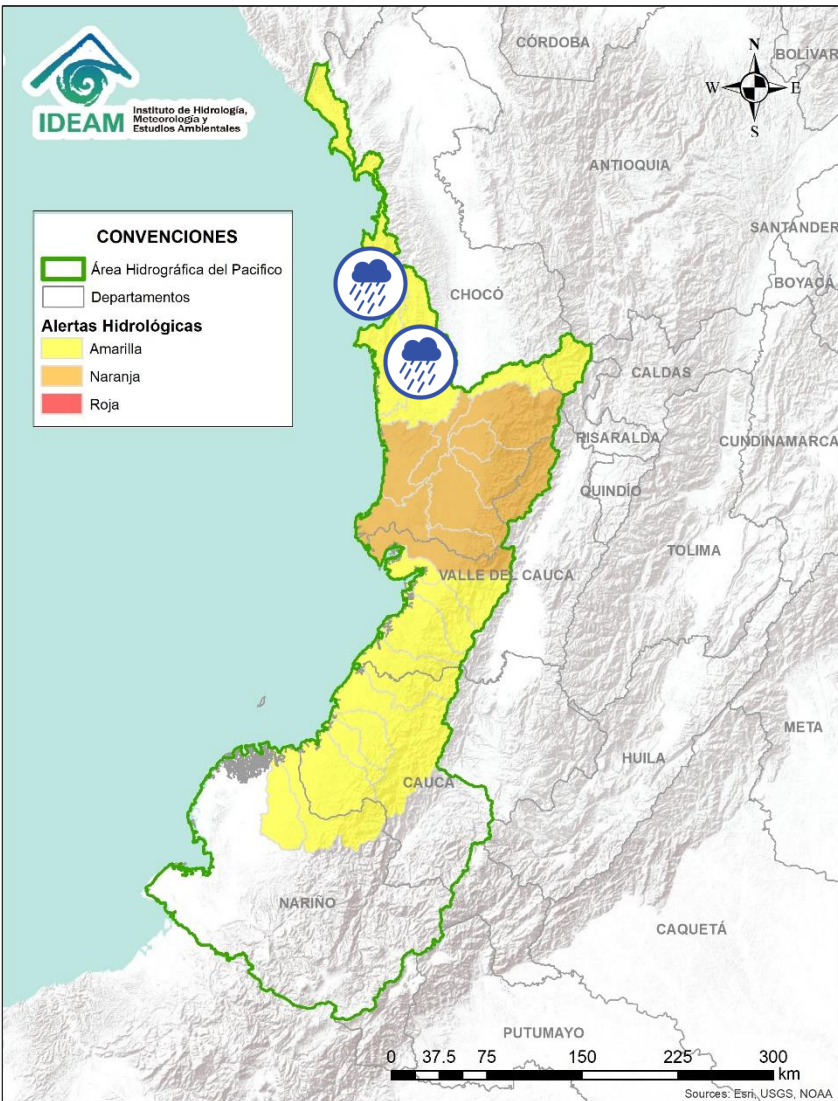 IDEAM
Instituto de Hidrología,
Meteorología y
Estudios Ambientales
CONVENCIONES
Área Hidrográfica del Pacifico
Departamentos
Alertas Hidrológicas
Amarilla
Naranja
Roja
N
W E
S
CÓRDOBA
BOLÍVAR
ANTIOQUIA
SANTANDER
BOYACÁ
CHOCÓ
CALDAS
RISARALDA
CUNDINAMARCA
QUINDÍO
TOLIMA
VALLE DEL CAUCA
META
HUILA
CAUCA
NARIÑO
CAQUETÁ
PUTUMAYO
0 37.5 75 150 225 300
km
Sources: Esri, USGS, NOAA